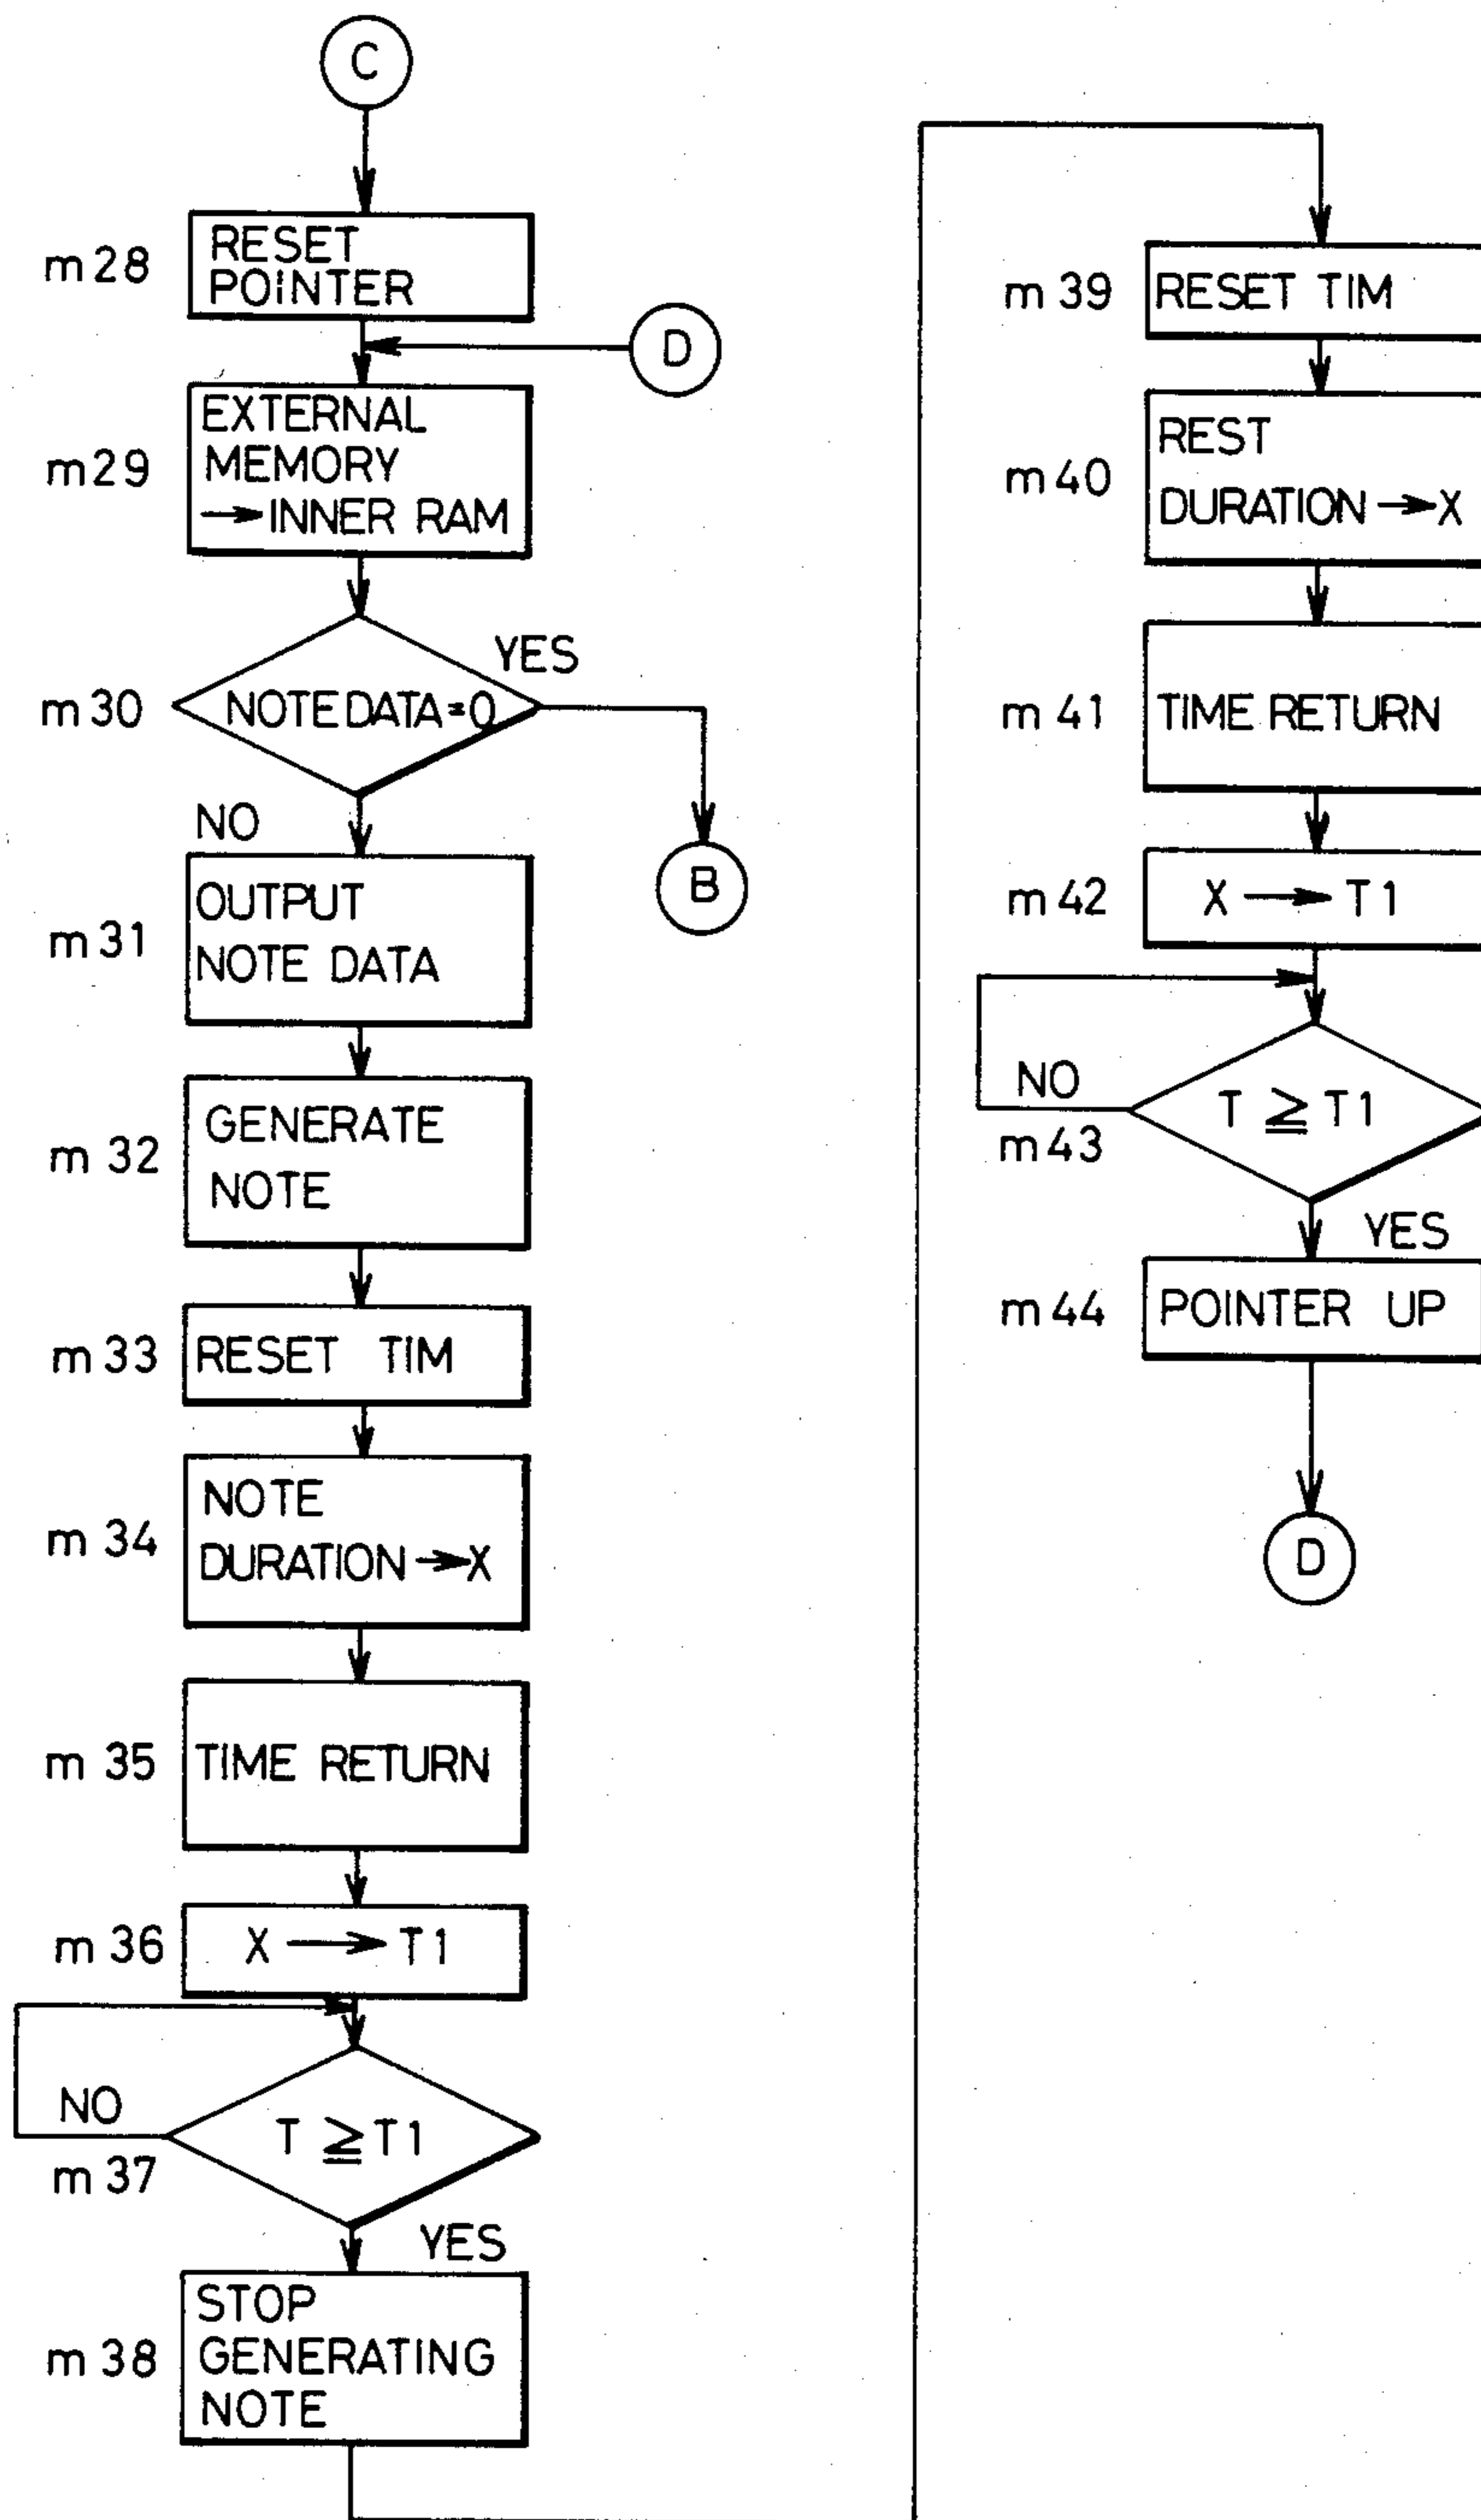 C
m28
RESET
POINTER
D
m29
EXTERNAL
MEMORY
→INNER RAM
YES
m30
NOTE DATA=0
NO
B
m31
OUTPUT
NOTE DATA
m32
GENERATE
NOTE
m33
RESET TIM
m34
NOTE
DURATION→X
m35
TIME RETURN
m36
X → T1
NO
T ≧ T1
m37
YES
m38
STOP
GENERATING
NOTE
m39
RESET TIM
m40
REST
DURATION→X
m41
TIME RETURN
m42
X → T1
NO
T ≧ T1
m43
YES
m44
POINTER UP
D